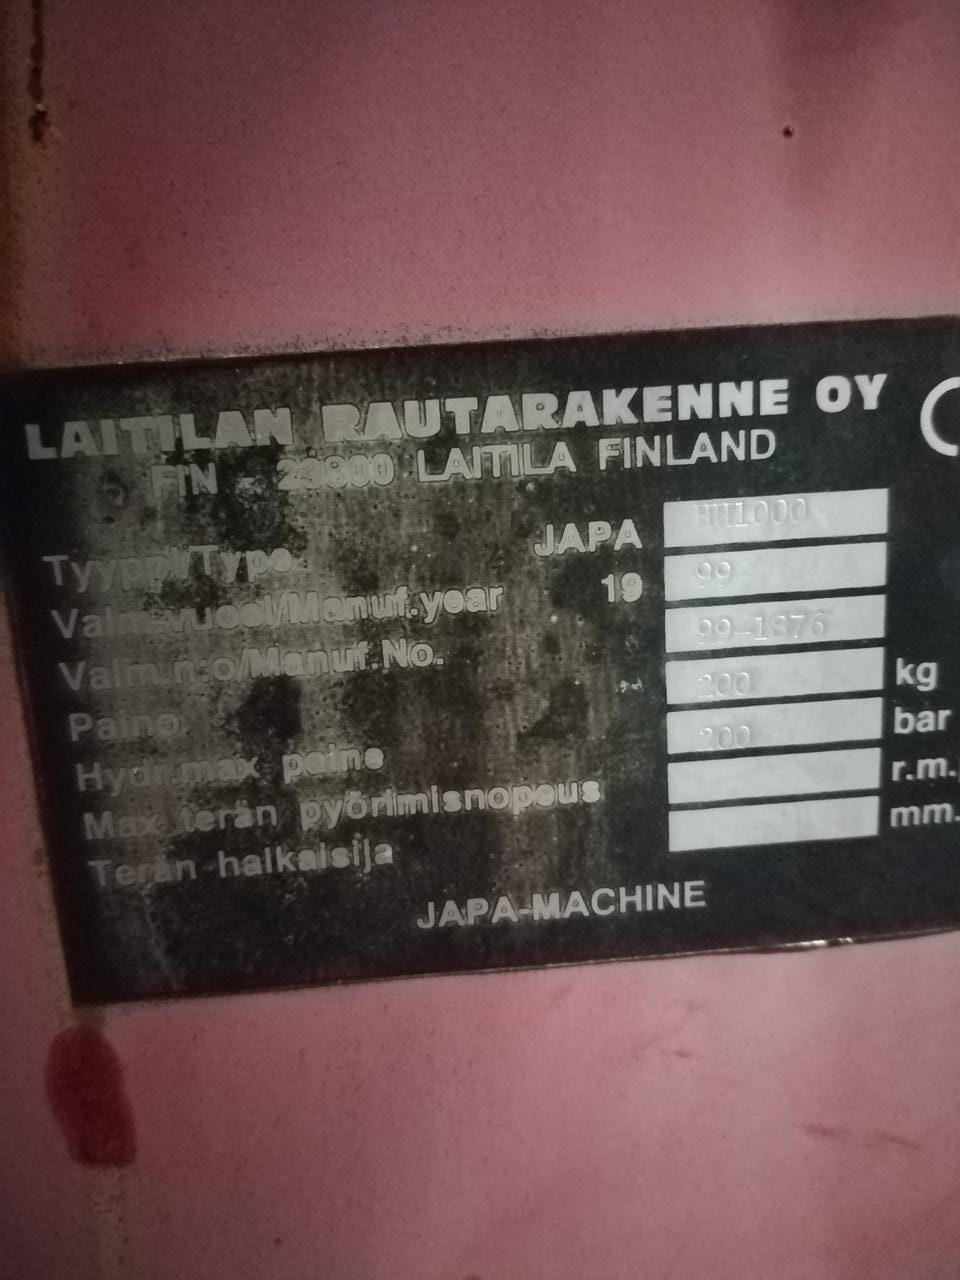 LAITILAN RAUTARAKENNE OY
FIN - 23800 LAITILA FINLAND
Tyyppi/Type JAPA HH1000
Valm.vuosi/Manuf.year 19 99
Valm.n:o/Manuf.No. 99-1876
Paino 200 kg
Hydr.max paine 200 bar
Max terän pyörimisnopeus r.m.
Terän halkaisija mm.
JAPA-MACHINE